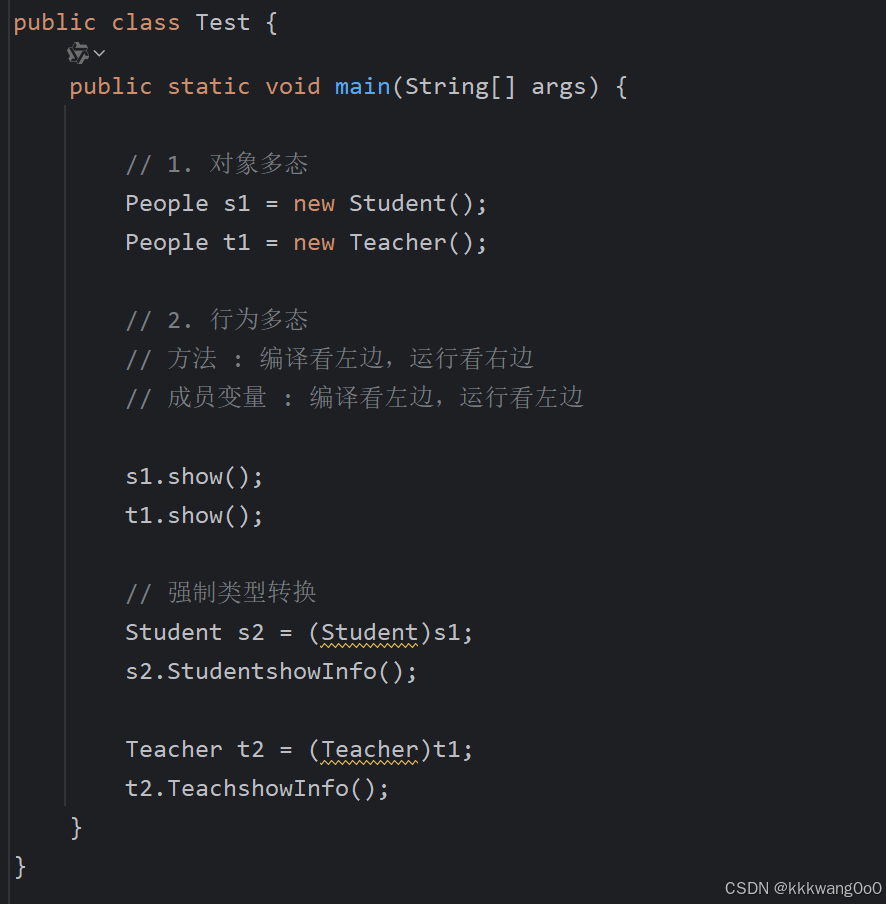 public class Test {
public static void main(String[] args) {
// 1. 对象多态
People s1 = new Student();
People t1 = new Teacher();
// 2. 行为多态
// 方法 : 编译看左边，运行看右边
// 成员变量 : 编译看左边，运行看左边
s1.show();
t1.show();
// 强制类型转换
Student s2 = (Student)s1;
s2.StudentshowInfo();
Teacher t2 = (Teacher)t1;
t2.TeachshowInfo();
}
}
CSDN @kkkwang0o0